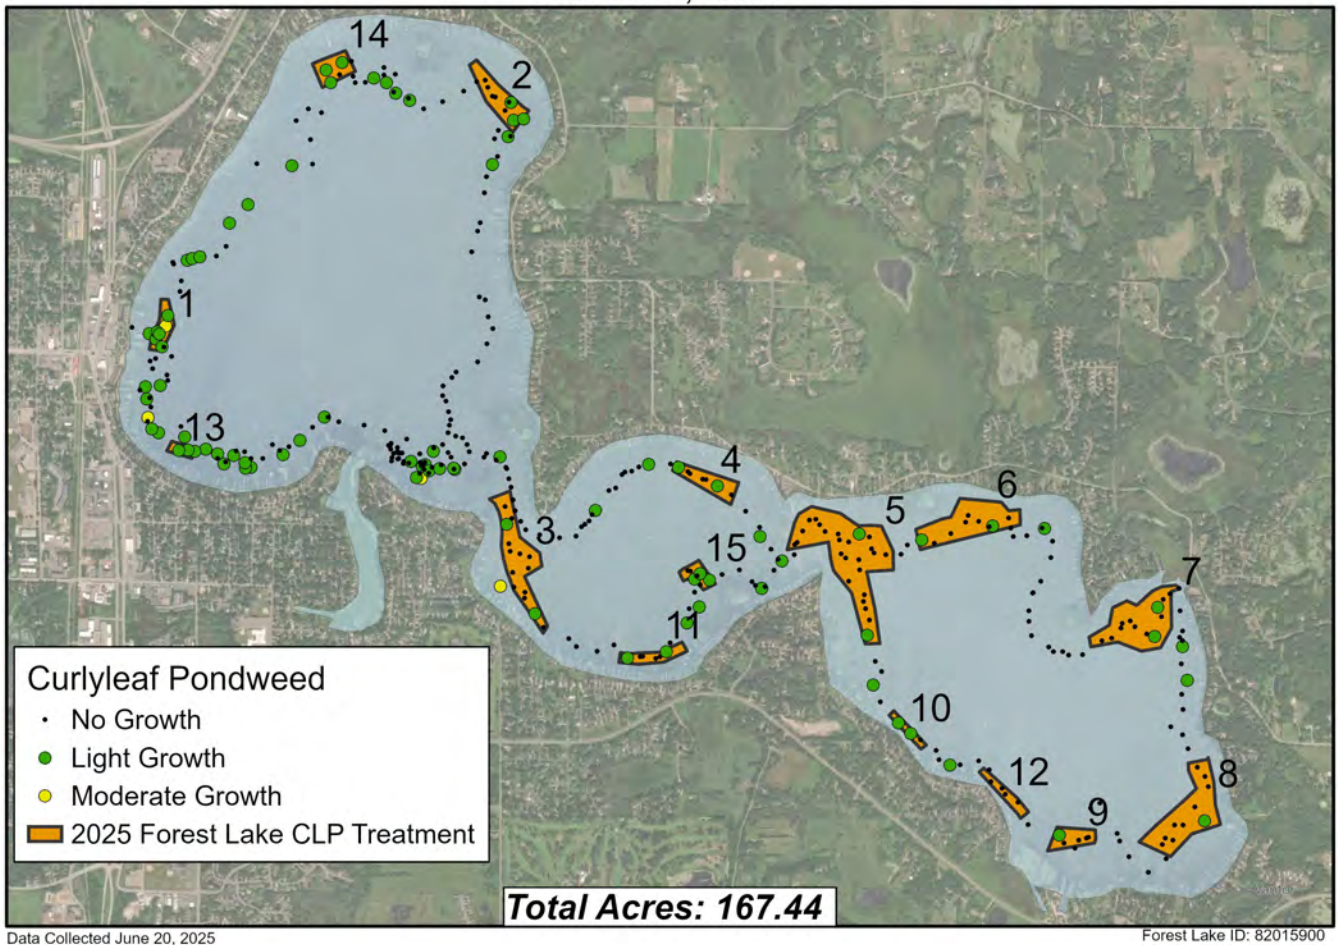 14
2
1
13
3
4
15
11
5
6
7
10
12
9
8
Curlyleaf Pondweed
No Growth
Light Growth
Moderate Growth
2025 Forest Lake CLP Treatment
Total Acres: 167.44
Data Collected June 20, 2025
Forest Lake ID: 82015900